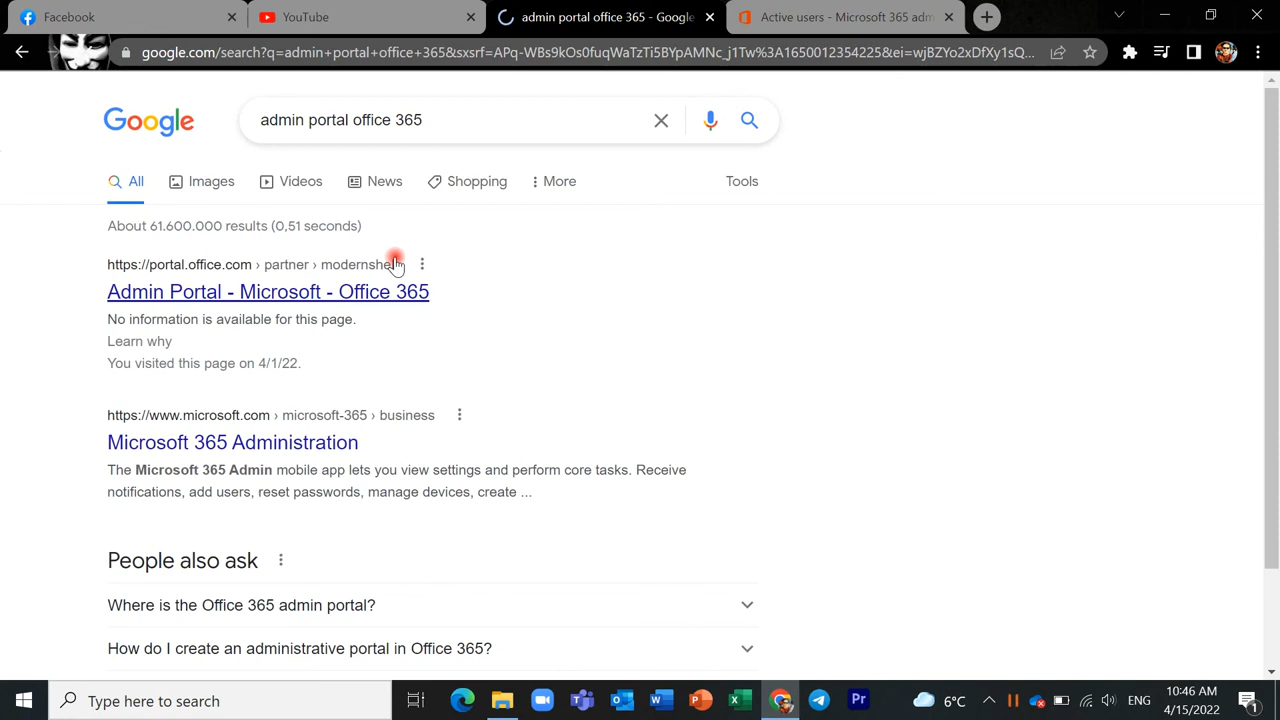 Facebook
YouTube
admin portal office 365 - Google
Active users - Microsoft 365 adm
google.com/search?q=admin+portal+office+365&sxsrf=APq-WBs9kOs0fuqWaTzTi5BYpAMNc_j1Tw%3A1650012354225&ei=wjBZYo2xDfXy1sQ...
Google
admin portal office 365
All
Images
Videos
News
Shopping
More
Tools
About 61.600.000 results (0,51 seconds)
https://portal.office.com › partner › modernshe
Admin Portal - Microsoft - Office 365
No information is available for this page.
Learn why
You visited this page on 4/1/22.
https://www.microsoft.com › microsoft-365 › business
Microsoft 365 Administration
The Microsoft 365 Admin mobile app lets you view settings and perform core tasks. Receive
notifications, add users, reset passwords, manage devices, create ...
People also ask
Where is the Office 365 admin portal?
How do I create an administrative portal in Office 365?
Type here to search
Pr
6°C
ENG
10:46 AM
4/15/2022
1